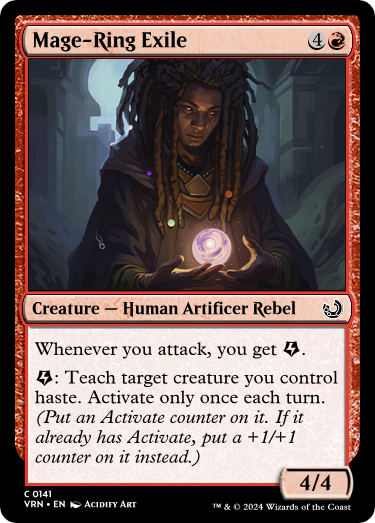 Mage-Ring Exile 4
Creature — Human Artificer Rebel
Whenever you attack, you get .
: Teach target creature you control
haste. Activate only once each turn.
(Put an Activate counter on it. If it
already has Activate, put a +1/+1
counter on it instead.)
4/4
C 0141
VRN • EN Acidify Art
™ & © 2024 Wizards of the Coast